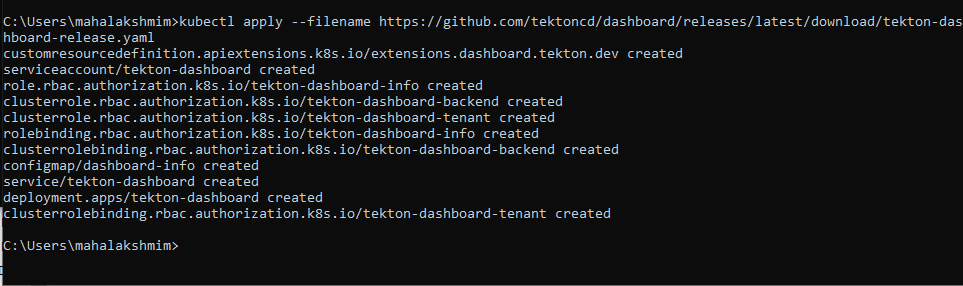 C:\Users\mahalakshmim>kubectl apply --filename https://github.com/tektoncd/dashboard/releases/latest/download/tekton-das
hboard-release.yaml
customresourcedefinition.apiextensions.k8s.io/extensions.dashboard.tekton.dev created
serviceaccount/tekton-dashboard created
role.rbac.authorization.k8s.io/tekton-dashboard-info created
clusterrole.rbac.authorization.k8s.io/tekton-dashboard-backend created
clusterrole.rbac.authorization.k8s.io/tekton-dashboard-tenant created
rolebinding.rbac.authorization.k8s.io/tekton-dashboard-info created
clusterrolebinding.rbac.authorization.k8s.io/tekton-dashboard-backend created
configmap/dashboard-info created
service/tekton-dashboard created
deployment.apps/tekton-dashboard created
clusterrolebinding.rbac.authorization.k8s.io/tekton-dashboard-tenant created
C:\Users\mahalakshmim>